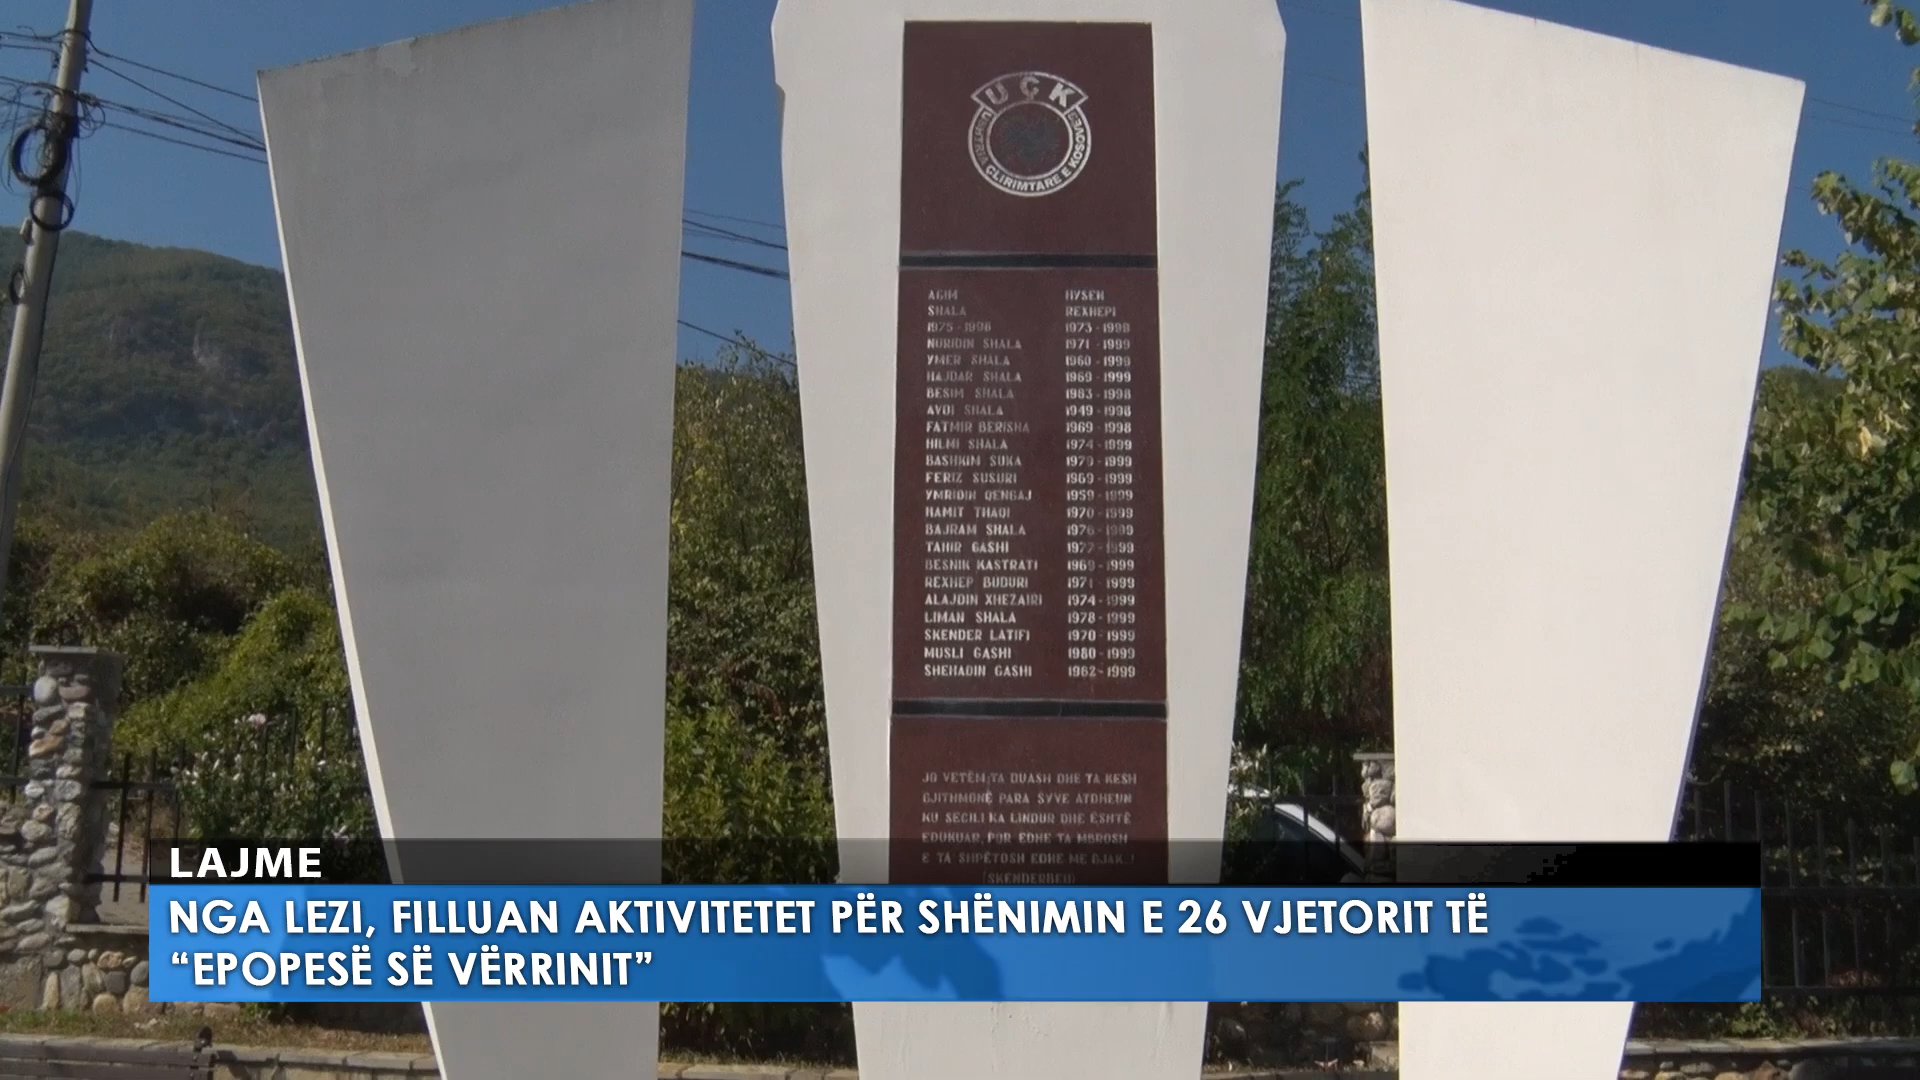 UÇK
USHTRIA ÇLIRIMTARE E KOSOVËS
AGIM HYSEN
SHALA REXHEPI
1975 - 1998 1973 - 1998
NURIDIN SHALA 1971 - 1999
YMER SHALA 1960 - 1999
HAJDAR SHALA 1969 - 1999
BESIM SHALA 1983 - 1998
AVDI SHALA 1949 - 1998
FATMIR BERISHA 1969 - 1998
HILMI SHALA 1974 - 1999
BASHKIM SUKA 1979 - 1999
FERIZ SUSURI 1969 - 1999
YMRIDIN QENGAJ 1959 - 1999
HAMIT THAQI 1970 - 1999
BAJRAM SHALA 1976 - 1999
TAHIR GASHI 1977 - 1999
BESNIK KASTRATI 1969 - 1999
REXHEP BUDURI 1971 - 1999
ALAJDIN XHEZAIRI 1974 - 1999
LIMAN SHALA 1978 - 1999
SKENDER LATIFI 1970 - 1999
MUSLI GASHI 1980 - 1999
SHEHADIN GASHI 1962 - 1999
JO VETËM TA DUASH DHE TA KESH
GJITHMONË PARA SYVE ATDHEUN
KU SECILI KA LINDUR DHE ËSHTË
EDUKUAR, POR EDHE TA MBROSH
E TA SHPËTOSH EDHE ME GJAK..!
(SKENDERBEU)
LAJME
NGA LEZI, FILLUAN AKTIVITETET PËR SHËNIMIN E 26 VJETORIT TË
“EPOPESË SË VËRRINIT”